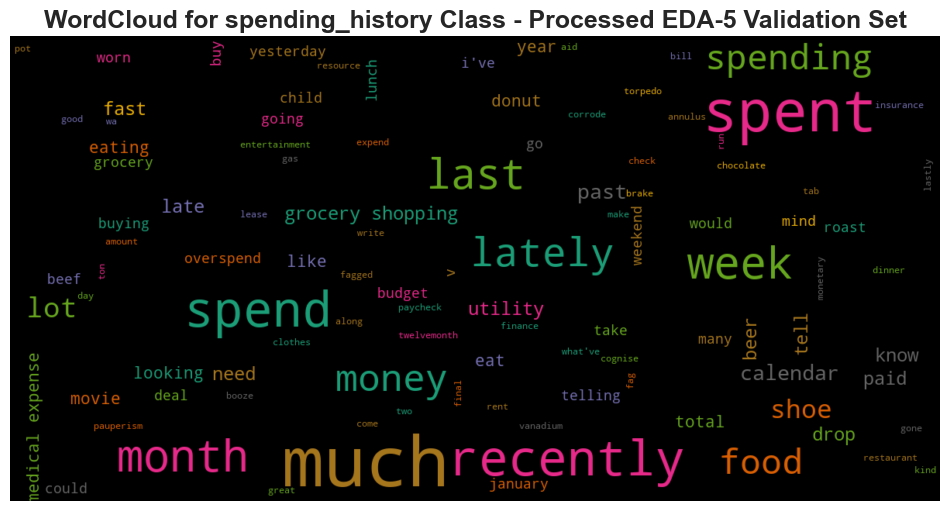 WordCloud for spending_history Class - Processed EDA-5 Validation Set
pot
worn
buy
yesterday
resource
lunch
i've
year
aid
bill
spending
good
wa
fast
child
going
donut
torpedo
corrode
annulus
spent
insurance
eating
grocery
entertainment
gas
expend
go
run
last
check
chocolate
lastly
late
lease
grocery shopping
past
brake
tab
buying
amount
write
make
weekend
would
mind
roast
beef
ton
overspend
like
fagged
v
lately
week
monetary
dinner
lot
day
spend
budget
paycheck
along
twelvemonth
utility
finance
clothes
take
many
beer
tell
what've
cognise
know
medical expense
looking
need
money
eat
calendar
paid
movie
deal
booze
final
telling
fag
two
rent
shoe
pauperism
come
vanadium
total
drop
gone
month
much
recently
food
restaurant
kind
could
great
january